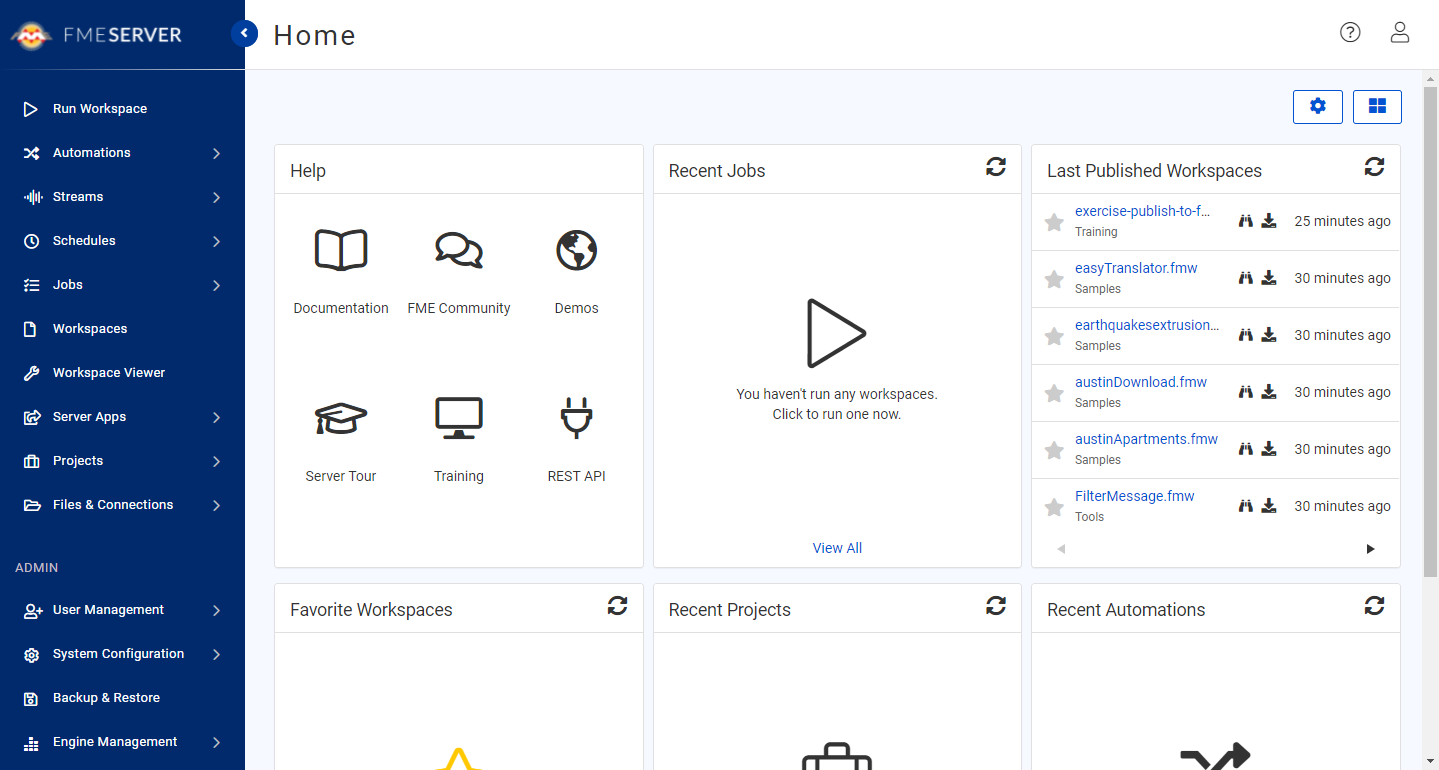 FMESERVER
Home
Run Workspace
Automations
Streams
Schedules
Jobs
Workspaces
Workspace Viewer
Server Apps
Projects
Files & Connections
ADMIN
User Management
System Configuration
Backup & Restore
Engine Management
Help
Documentation
FME Community
Demos
Server Tour
Training
REST API
Recent Jobs
You haven't run any workspaces.
Click to run one now.
View All
Last Published Workspaces
exercise-publish-to-f...
Training
25 minutes ago
easyTranslator.fmw
Samples
30 minutes ago
earthquakesextrusion...
Samples
30 minutes ago
austinDownload.fmw
Samples
30 minutes ago
austinApartments.fmw
Samples
30 minutes ago
FilterMessage.fmw
Tools
30 minutes ago
Favorite Workspaces
Recent Projects
Recent Automations